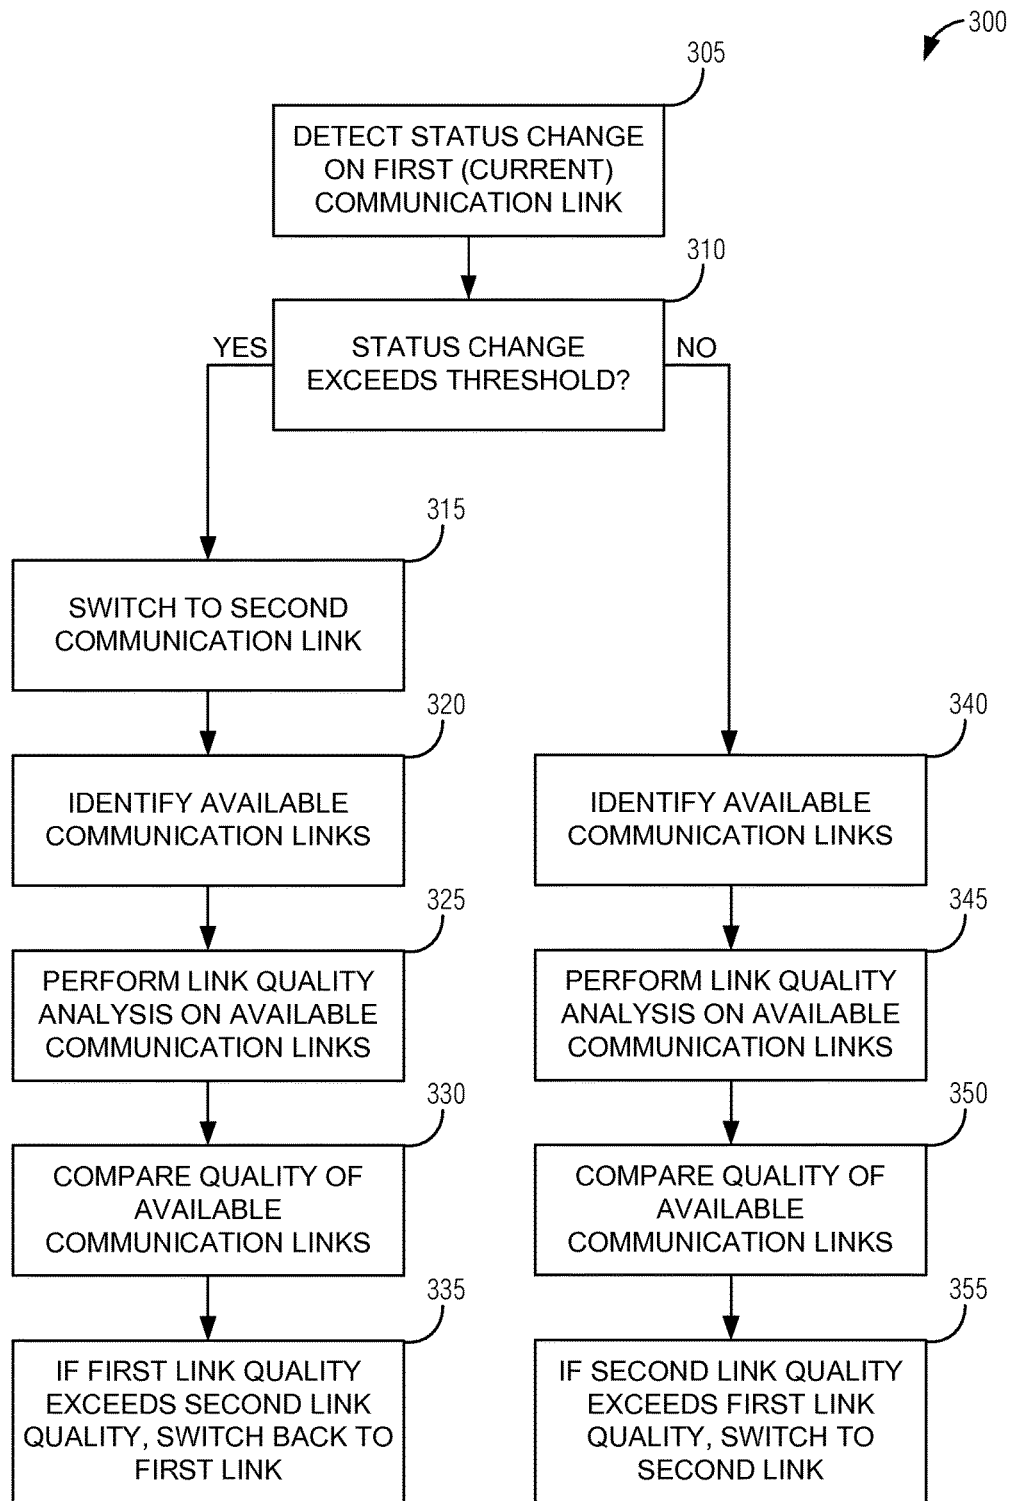 300
305
DETECT STATUS CHANGE
ON FIRST (CURRENT)
COMMUNICATION LINK
310
YES
STATUS CHANGE
EXCEEDS THRESHOLD?
NO
315
SWITCH TO SECOND
COMMUNICATION LINK
320
IDENTIFY AVAILABLE
COMMUNICATION LINKS
325
PERFORM LINK QUALITY
ANALYSIS ON AVAILABLE
COMMUNICATION LINKS
330
COMPARE QUALITY OF
AVAILABLE
COMMUNICATION LINKS
335
IF FIRST LINK QUALITY
EXCEEDS SECOND LINK
QUALITY, SWITCH BACK TO
FIRST LINK
340
IDENTIFY AVAILABLE
COMMUNICATION LINKS
345
PERFORM LINK QUALITY
ANALYSIS ON AVAILABLE
COMMUNICATION LINKS
350
COMPARE QUALITY OF
AVAILABLE
COMMUNICATION LINKS
355
IF SECOND LINK QUALITY
EXCEEDS FIRST LINK
QUALITY, SWITCH TO
SECOND LINK